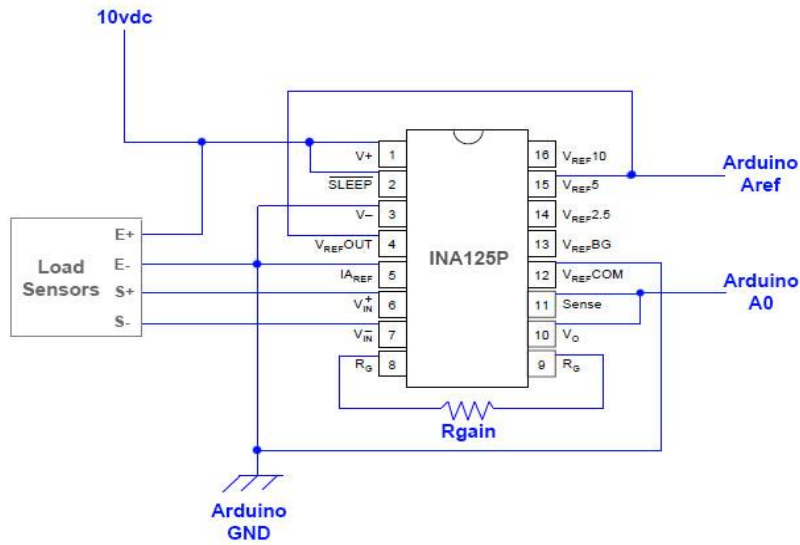 10vdc
Load
Sensors
E+
E-
S+
S-
V+
SLEEP
V–
VREFOUT
IAREF
V+IN
V–IN
RG
1
2
3
4
5
6
7
8
INA125P
16
15
14
13
12
11
10
9
VREF10
VREF5
VREF2.5
VREFBG
VREFCOM
Sense
VO
RG
Arduino
Aref
Arduino
A0
Rgain
Arduino
GND